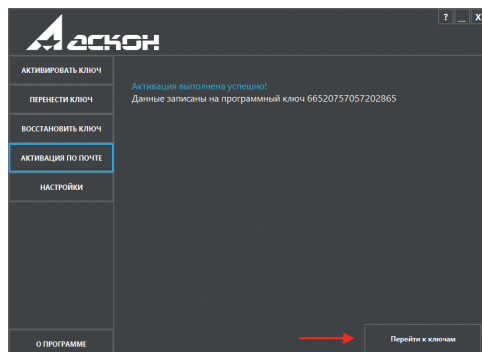 ? _ X
АСКОН
АКТИВИРОВАТЬ КЛЮЧ
ПЕРЕНЕСТИ КЛЮЧ
ВОССТАНОВИТЬ КЛЮЧ
АКТИВАЦИЯ ПО ПОЧТЕ
НАСТРОЙКИ
О ПРОГРАММЕ
Активация выполнена успешно!
Данные записаны на программный ключ 66520757057202865
Перейти к ключам